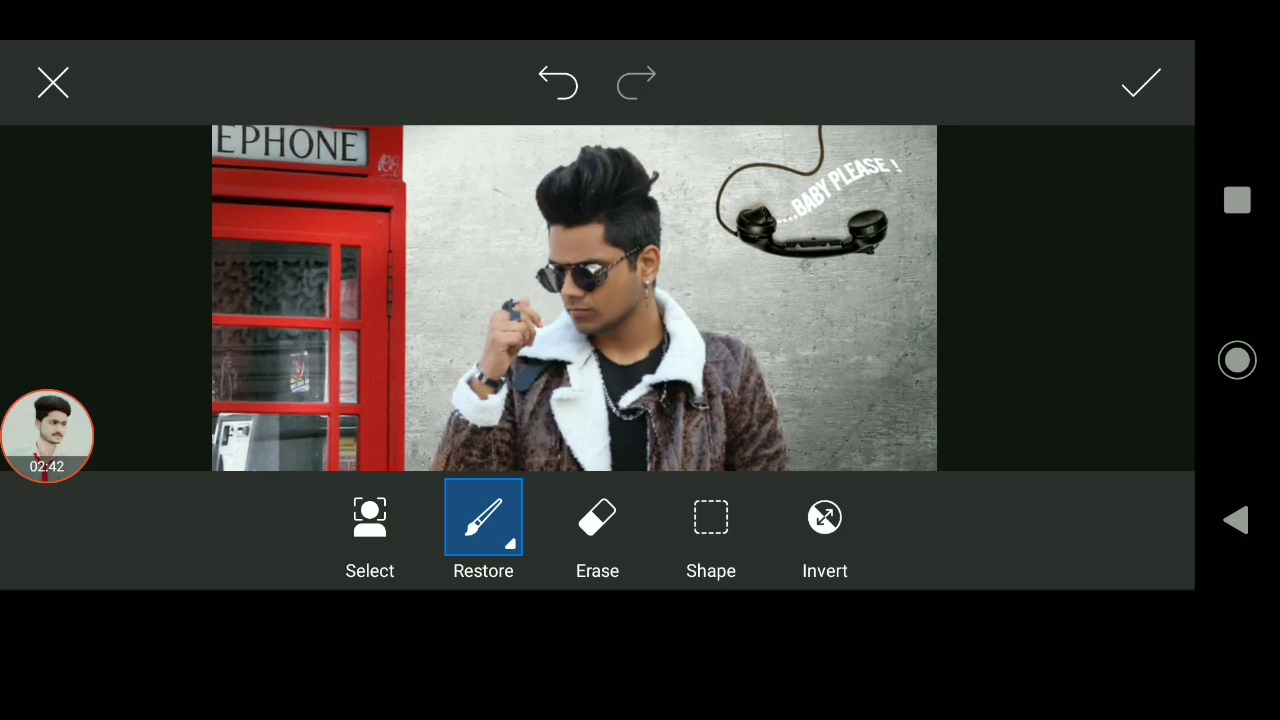 EPHONE
....BABY PLEASE !
02:42
Select
Restore
Erase
Shape
Invert